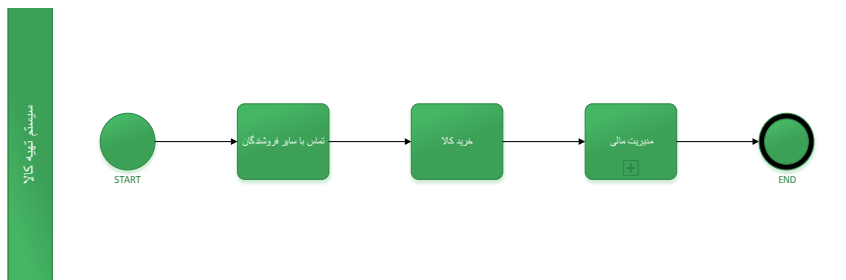 سیستم تهیه کالا
START
تماس با سایر فروشندگان
خرید کالا
مدیریت مالی
END